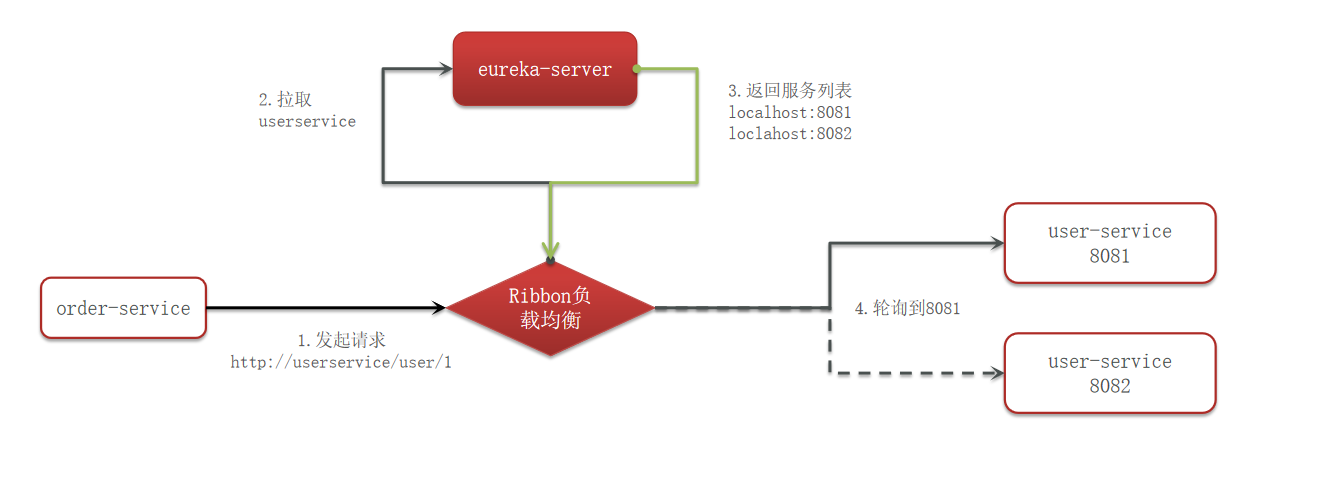 eureka-server
2.拉取
userservice
3.返回服务列表
localhost:8081
loclahost:8082
user-service
8081
order-service
Ribbon负
载均衡
4.轮询到8081
1.发起请求
http://userservice/user/1
user-service
8082